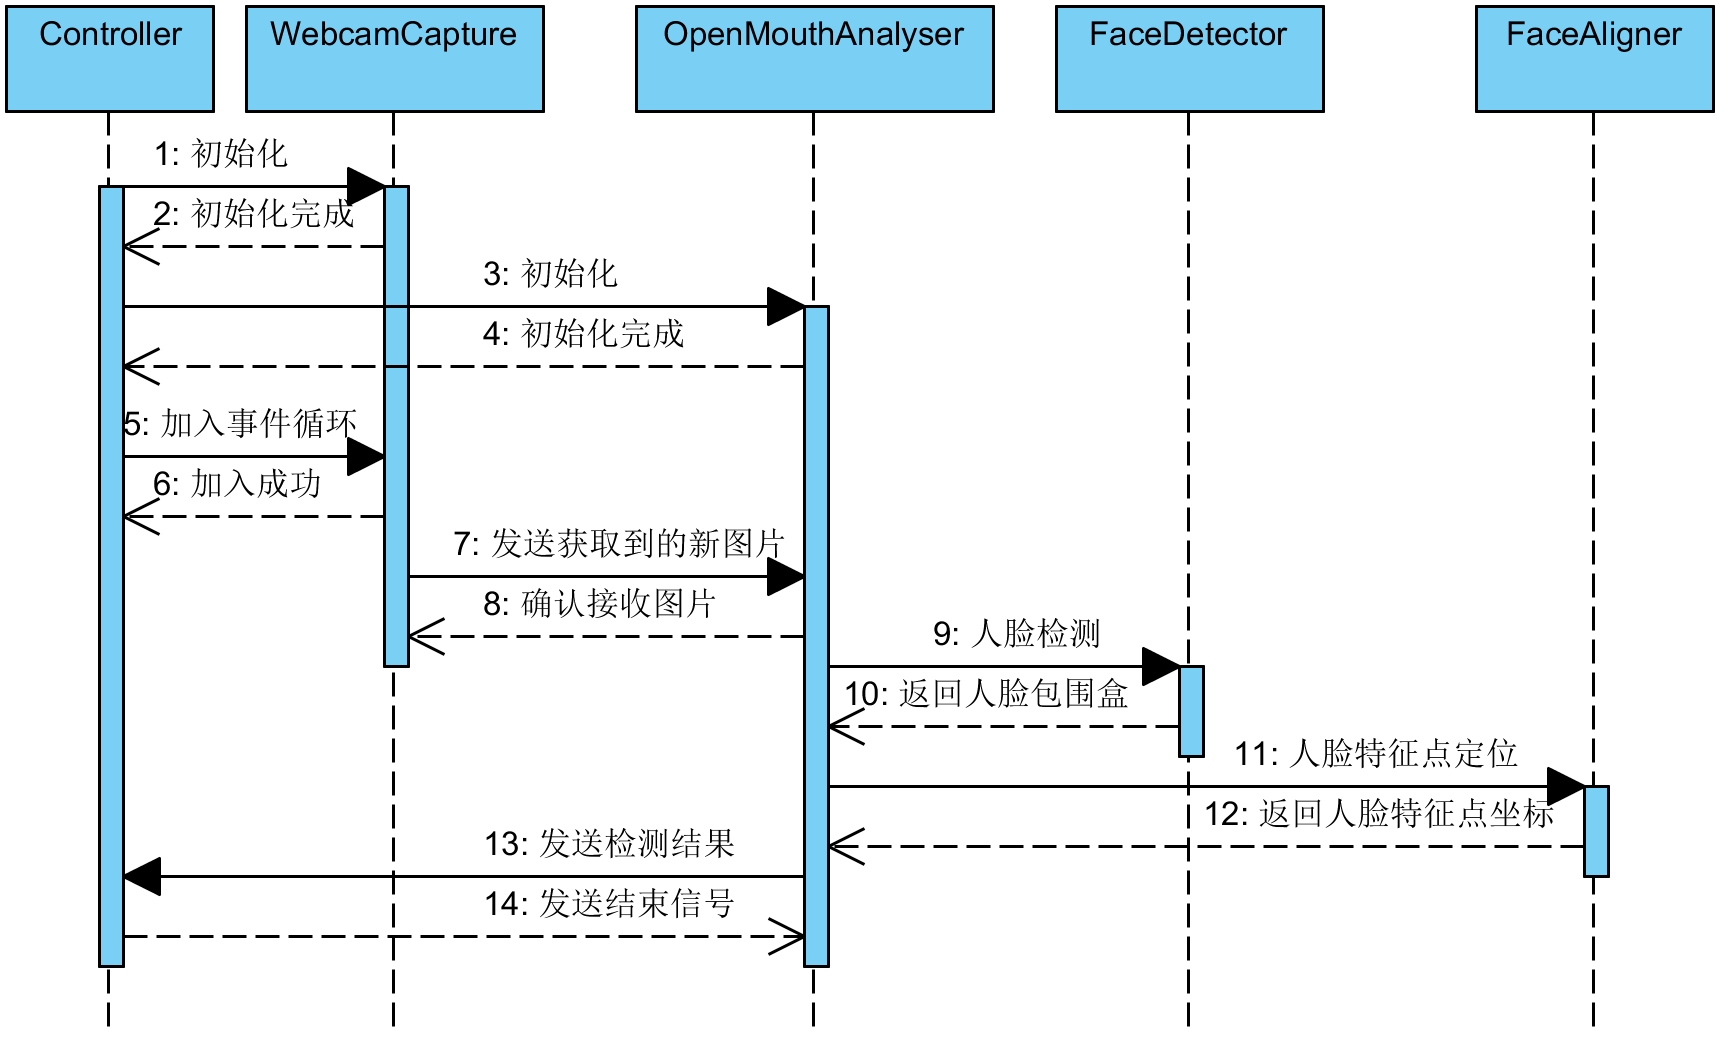 Controller
WebcamCapture
OpenMouthAnalyser
FaceDetector
FaceAligner
1: 初始化
2: 初始化完成
3: 初始化
4: 初始化完成
5: 加入事件循环
6: 加入成功
7: 发送获取到的新图片
8: 确认接收图片
9: 人脸检测
10: 返回人脸包围盒
11: 人脸特征点定位
12: 返回人脸特征点坐标
13: 发送检测结果
14: 发送结束信号